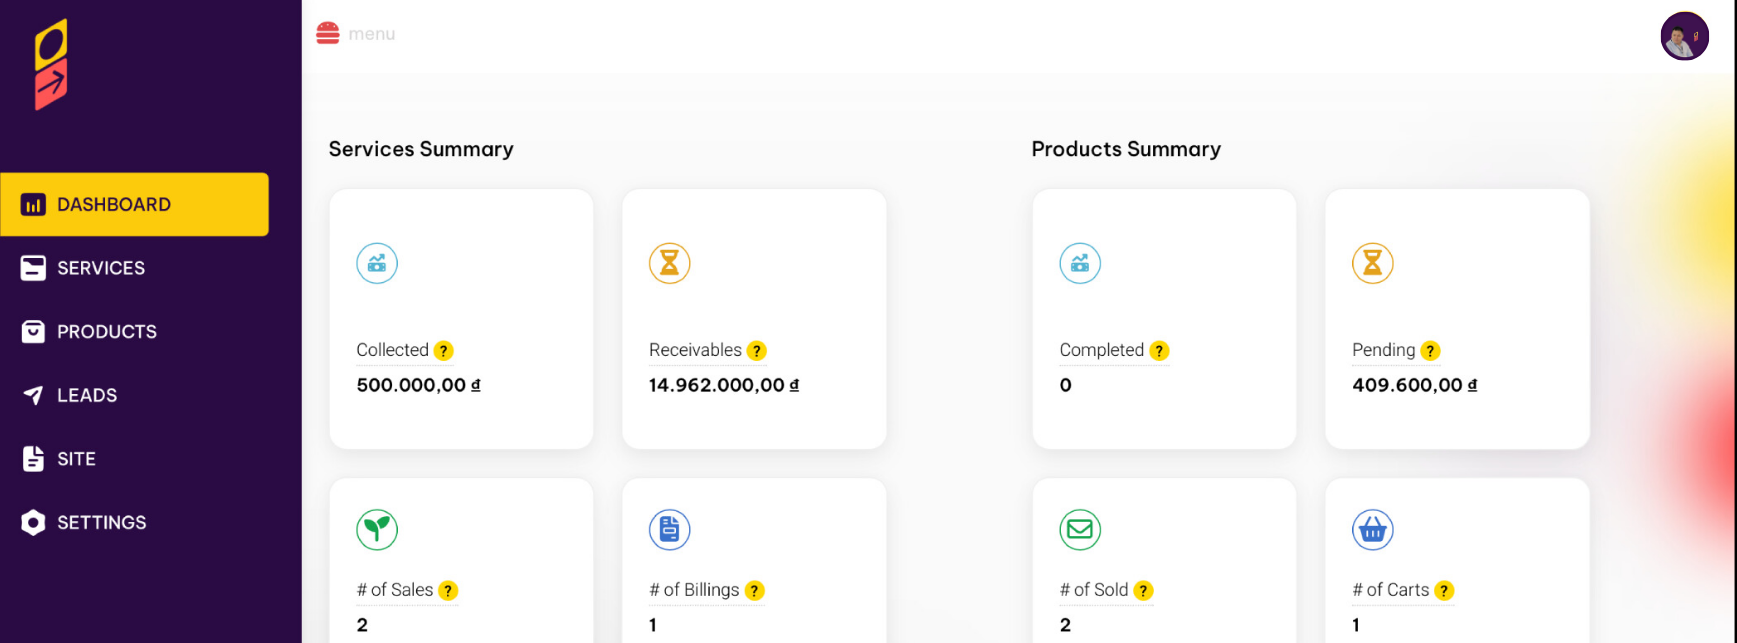 menu
DASHBOARD
SERVICES
PRODUCTS
LEADS
SITE
SETTINGS
Services Summary
Collected ?
500.000,00 ₫
Receivables ?
14.962.000,00 ₫
# of Sales ?
2
# of Billings ?
1
Products Summary
Completed ?
0
Pending ?
409.600,00 ₫
# of Sold ?
2
# of Carts ?
1